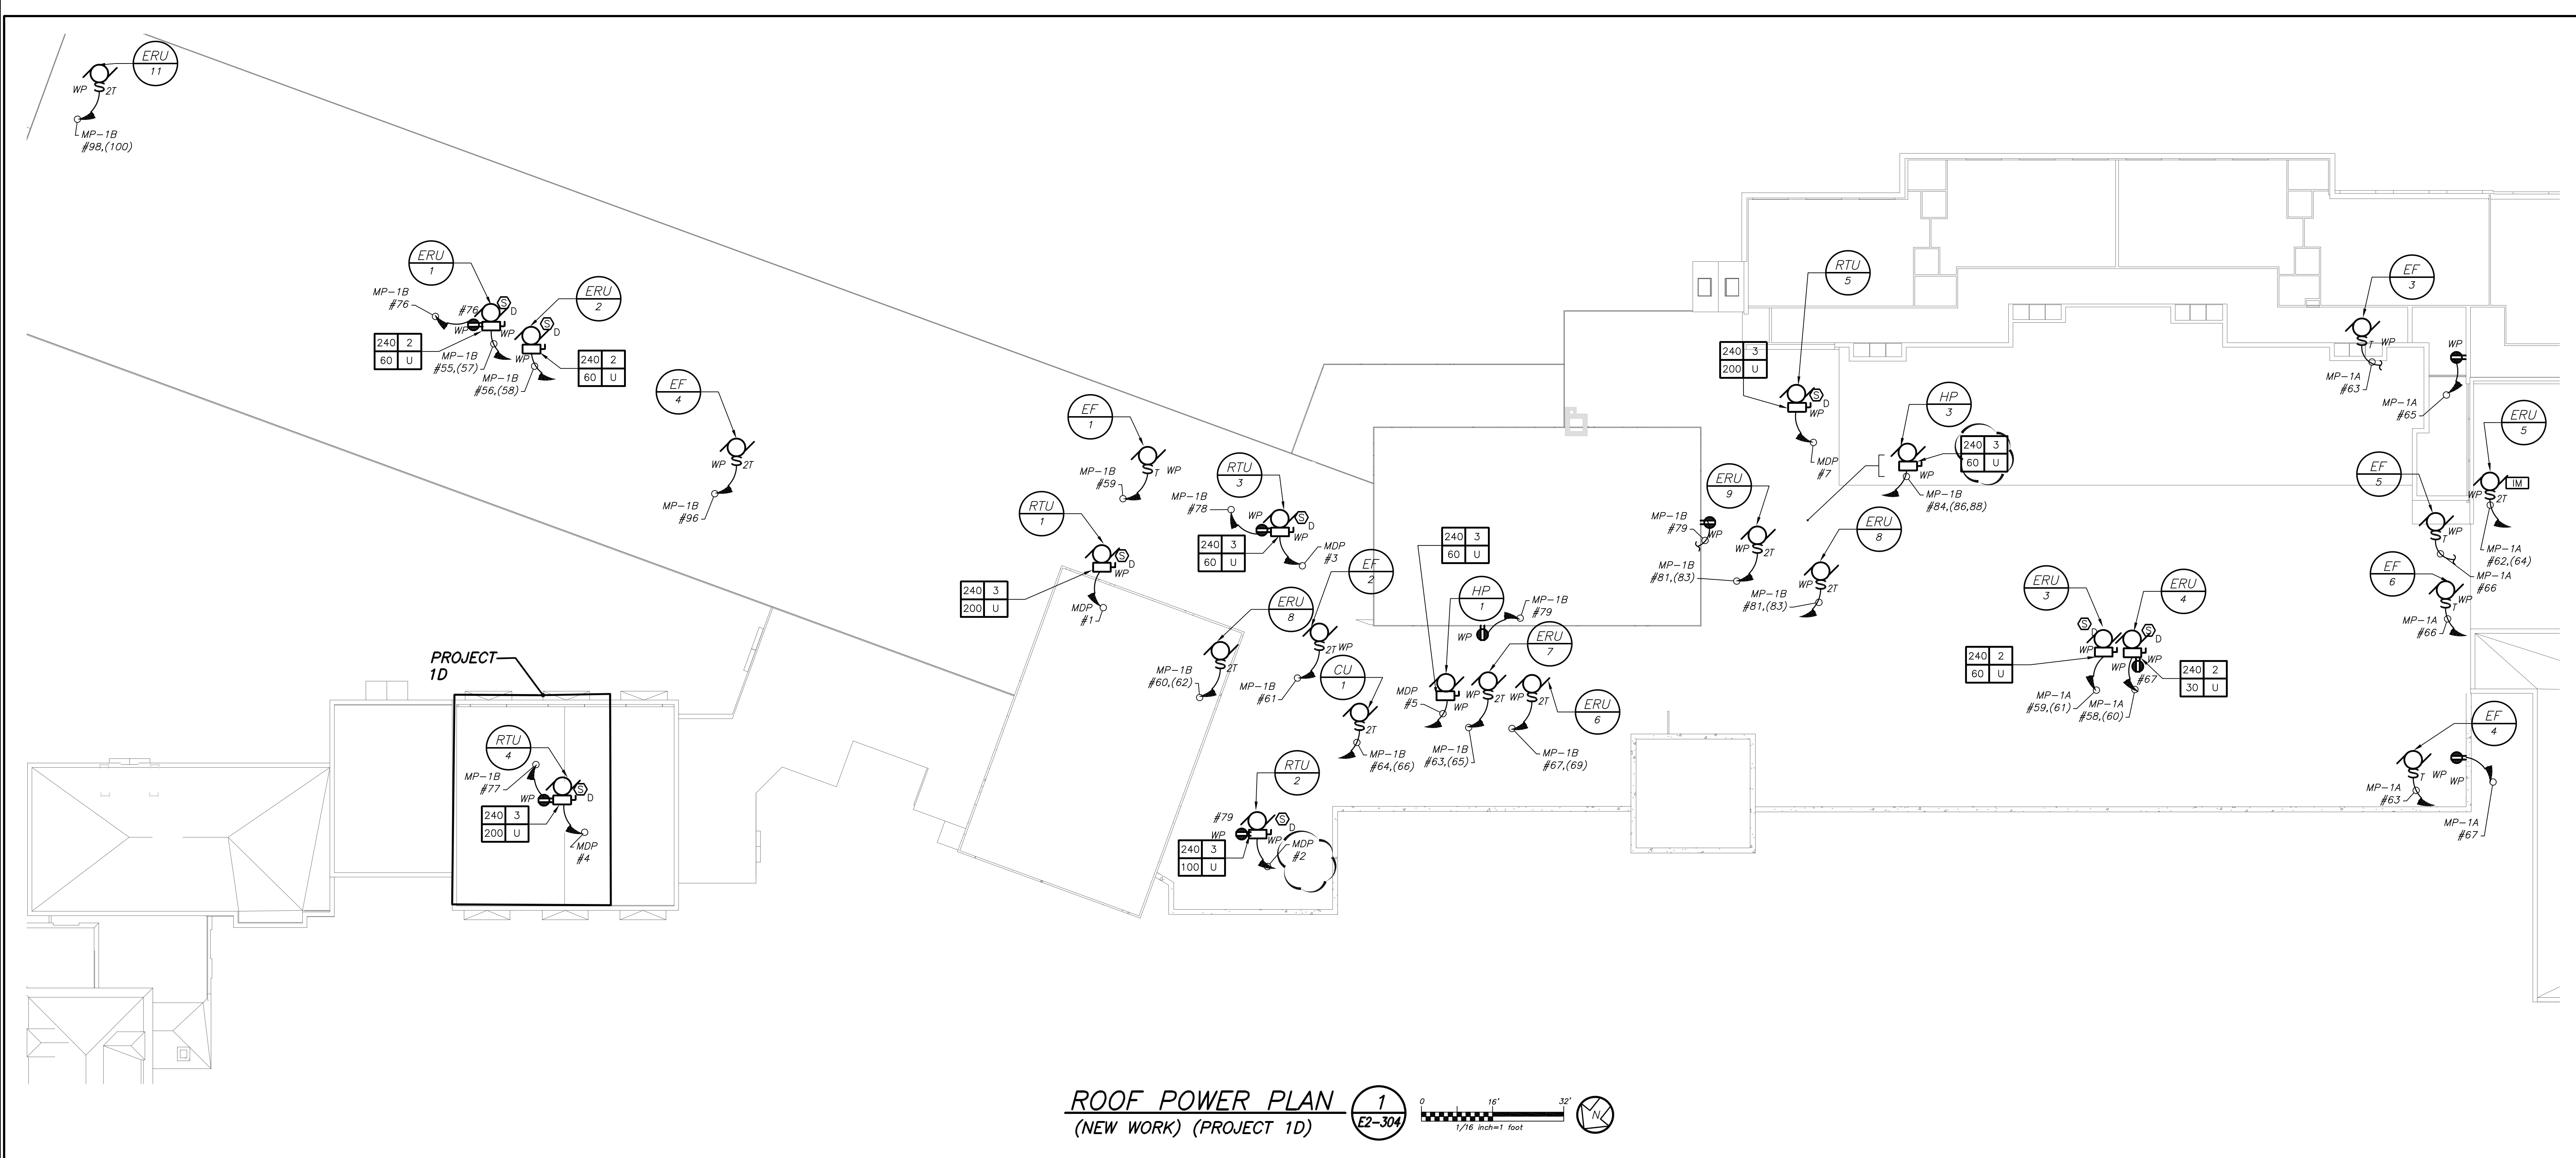 ERU
11
WP
2T
MP-1B
#98,(100)
ERU
1
MP-1B
#76
#76
S
D
WP
WP
240 2
60 U
MP-1B
#55,(57)
ERU
2
S
D
WP
240 2
60 U
MP-1B
#56,(58)
EF
4
WP
2T
MP-1B
#96
EF
1
WP
T
MP-1B
#59
RTU
3
MP-1B
#78
WP
S
D
WP
240 3
60 U
MDP
#3
RTU
1
S
D
WP
240 3
200 U
MDP
#1
EF
2
2T
WP
MP-1B
#61
ERU
8
2T
MP-1B
#60,(62)
CU
1
2T
MP-1B
#64,(66)
240 3
60 U
HP
1
MP-1B
#79
WP
MDP
#5
WP
ERU
7
WP
2T
MP-1B
#63,(65)
WP
2T
ERU
6
MP-1B
#67,(69)
RTU
2
#79
S
D
WP
WP
240 3
100 U
MDP
#2
PROJECT
1D
RTU
4
MP-1B
#77
S
D
WP
240 3
200 U
MDP
#4
RTU
5
240 3
200 U
S
D
WP
MDP
#7
HP
3
240 3
60 U
WP
MP-1B
#84,(86,88)
ERU
9
MP-1B
#79
WP
WP
2T
MP-1B
#81,(83)
ERU
8
WP
2T
MP-1B
#81,(83)
EF
3
T
WP
MP-1A
#63
WP
MP-1A
#65
ERU
5
IM
WP
2T
MP-1A
#62,(64)
EF
5
WP
T
MP-1A
#66
EF
6
WP
T
MP-1A
#66
ERU
3
S
D
WP
240 2
60 U
MP-1A
#59,(61)
ERU
4
S
D
WP
WP
#67
240 2
30 U
MP-1A
#58,(60)
EF
4
T
WP
WP
MP-1A
#63
MP-1A
#67
ROOF POWER PLAN
(NEW WORK) (PROJECT 1D)
1
E2-304
0 16' 32'
1/16 inch=1 foot
N